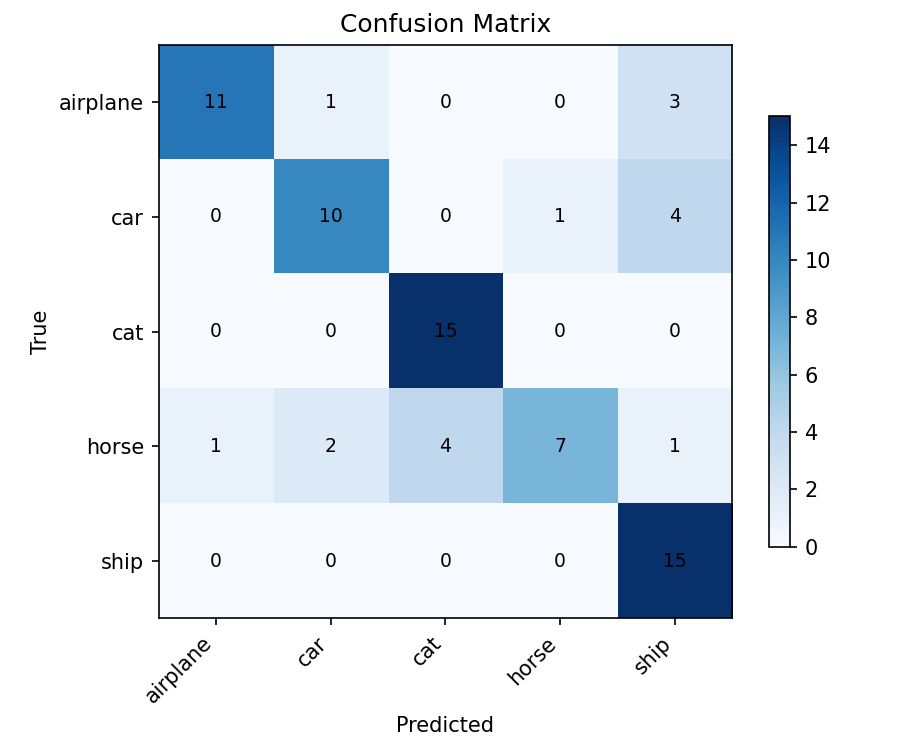 Confusion Matrix
airplane 11 1 0 0 3
car 0 10 0 1 4
cat 0 0 15 0 0
horse 1 2 4 7 1
ship 0 0 0 0 15
True
airplane car cat horse ship
Predicted
14
12
10
8
6
4
2
0